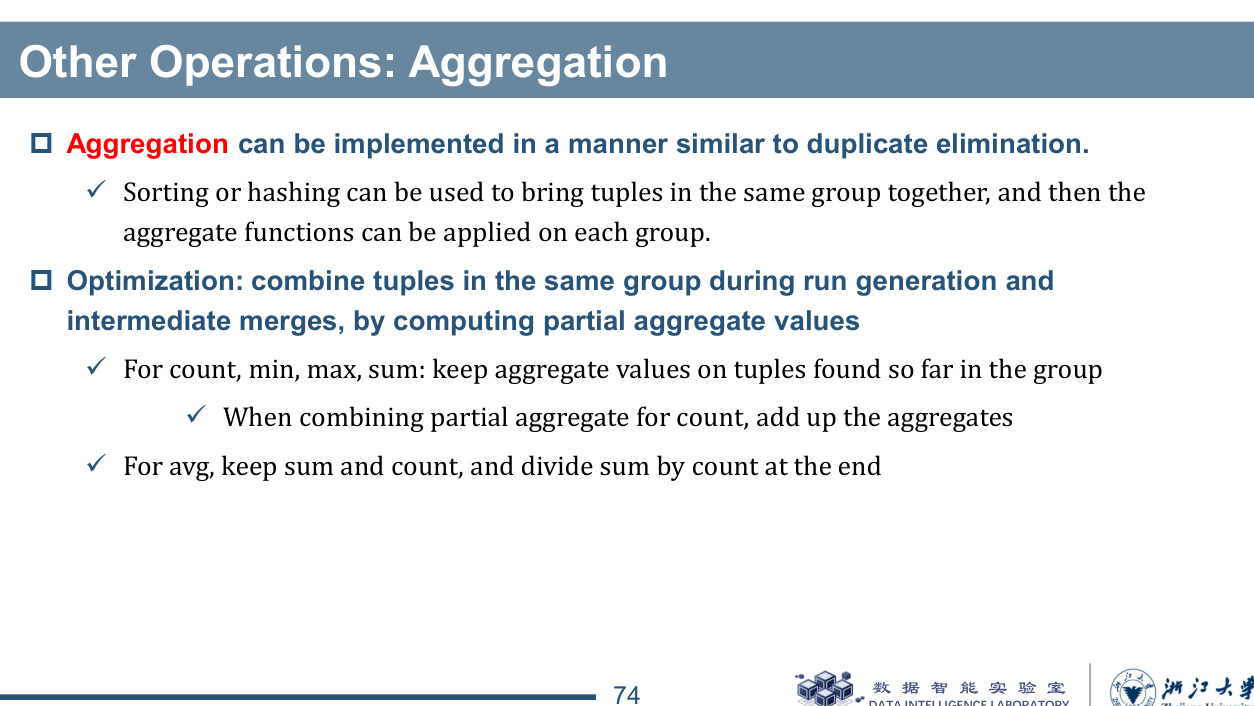 Other Operations: Aggregation
Aggregation can be implemented in a manner similar to duplicate elimination.
Sorting or hashing can be used to bring tuples in the same group together, and then the
aggregate functions can be applied on each group.
Optimization: combine tuples in the same group during run generation and
intermediate merges, by computing partial aggregate values
For count, min, max, sum: keep aggregate values on tuples found so far in the group
When combining partial aggregate for count, add up the aggregates
For avg, keep sum and count, and divide sum by count at the end
74
数据智能实验室
DATA INTELLIGENCE LABORATORY
浙江大学